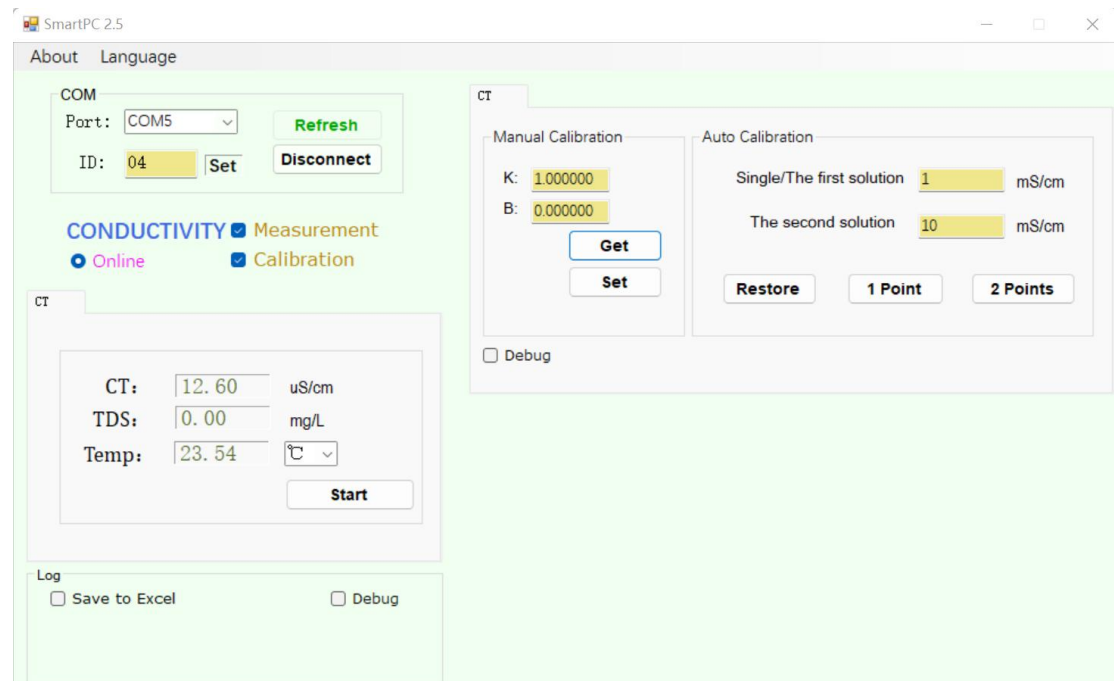 SmartPC 2.5
About Language
COM
Port: COM5 Refresh
ID: 04 Set Disconnect
CONDUCTIVITY Measurement
Online Calibration
CT
CT: 12.60 uS/cm
TDS: 0.00 mg/L
Temp: 23.54 ℃
Start
Log
Save to Excel Debug
CT
Manual Calibration
K: 1.000000
B: 0.000000
Get
Set
Auto Calibration
Single/The first solution 1 mS/cm
The second solution 10 mS/cm
Restore 1 Point 2 Points
Debug